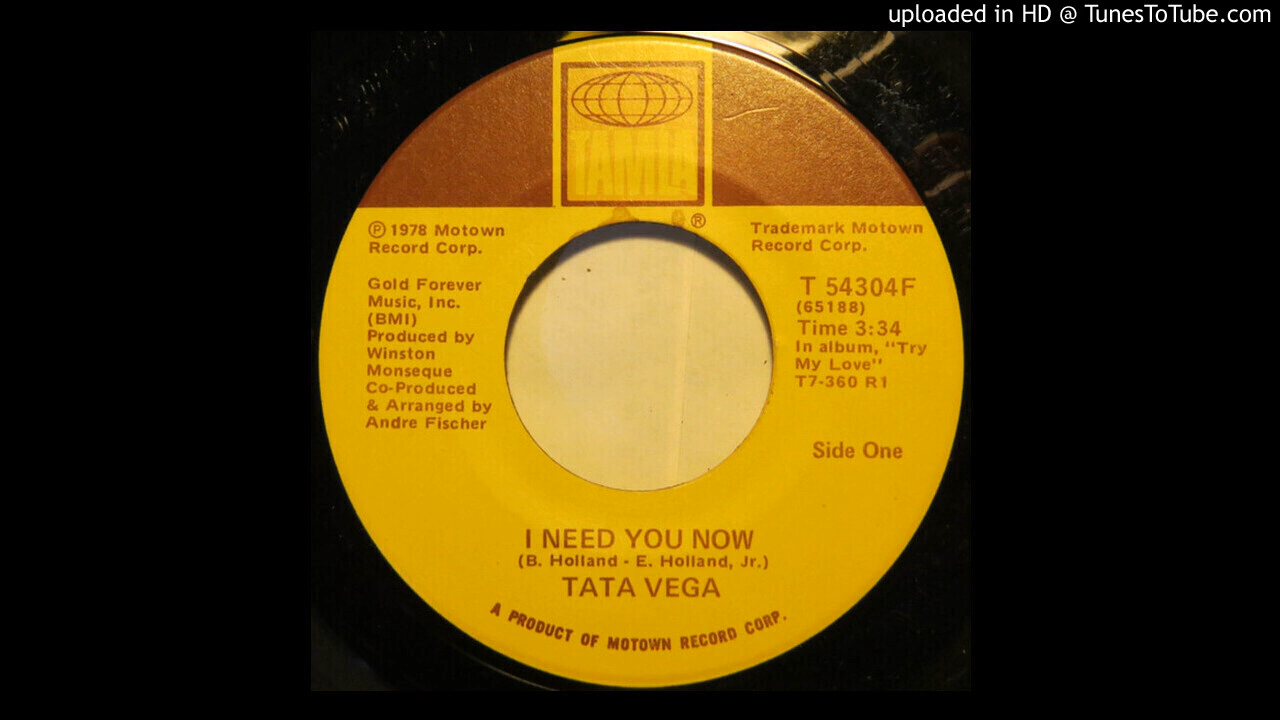 uploaded in HD @ TunesToTube.com
TAMLA
®
℗ 1978 Motown
Record Corp.
Trademark Motown
Record Corp.
Gold Forever
Music, Inc.
(BMI)
Produced by
Winston
Monseque
Co-Produced
& Arranged by
Andre Fischer
T 54304F
(65188)
Time 3:34
In album, "Try
My Love"
T7-360 R1
Side One
I NEED YOU NOW
(B. Holland - E. Holland, Jr.)
TATA VEGA
A PRODUCT OF MOTOWN RECORD CORP.